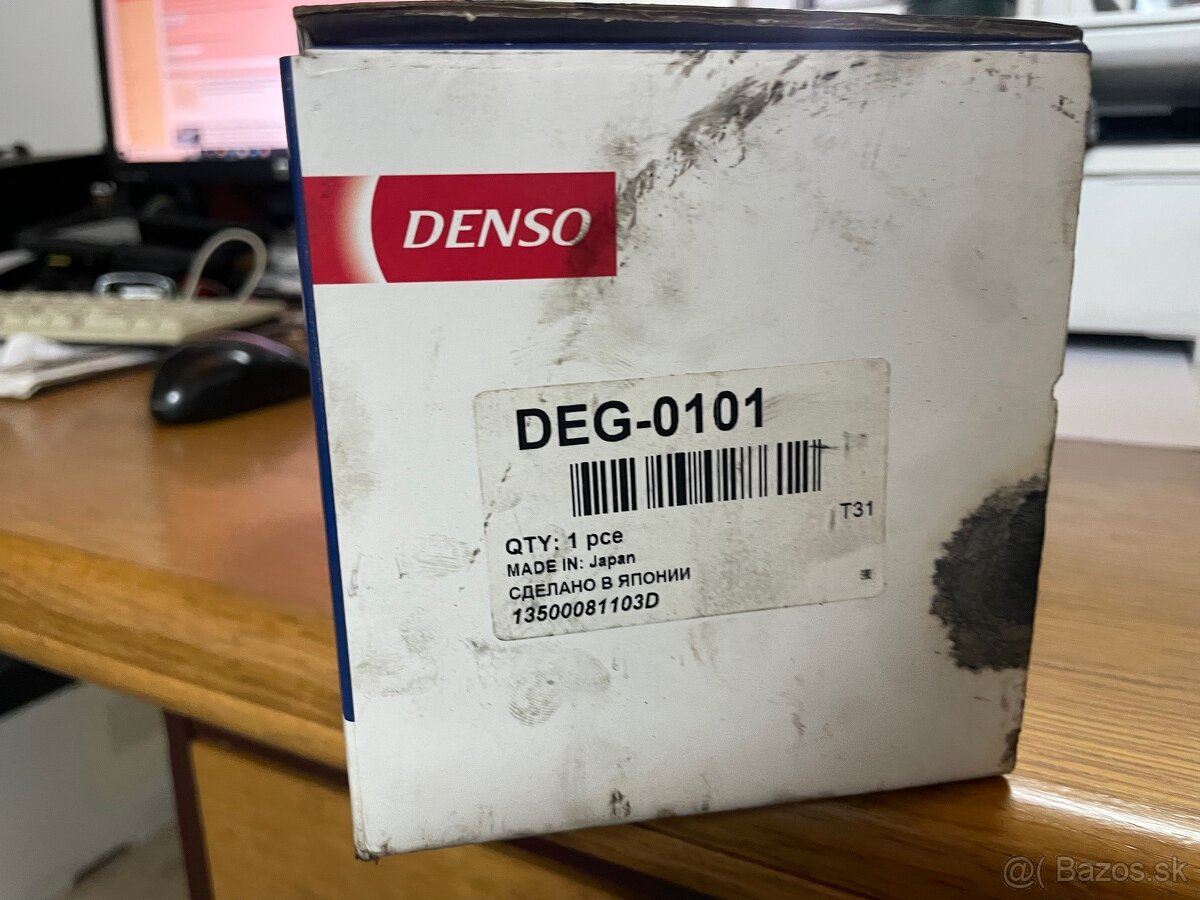 DENSO
DEG-0101
T31
QTY: 1 pce
MADE IN: Japan
СДЕЛАНО В ЯПОНИИ
13500081103D
@( Bazos.sk